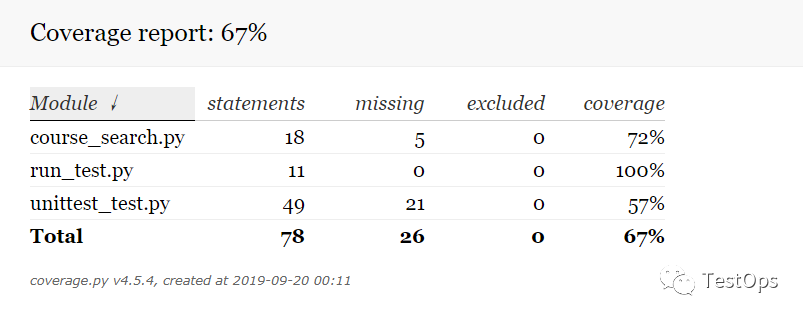 Coverage report: 67%
Module ↓ statements missing excluded coverage
course_search.py 18 5 0 72%
run_test.py 11 0 0 100%
unittest_test.py 49 21 0 57%
Total 78 26 0 67%
coverage.py v4.5.4, created at 2019-09-20 00:11
TestOps